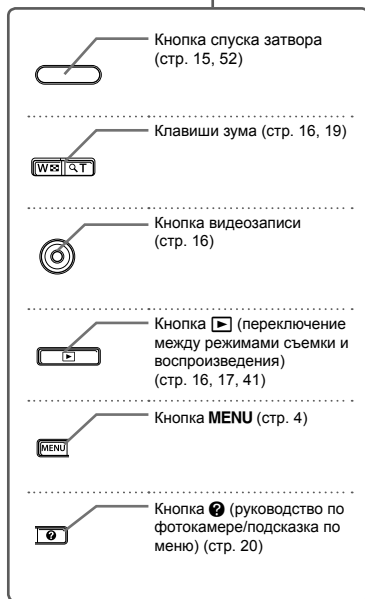 Кнопка спуска затвора
(стр. 15, 52)
Клавиши зума (стр. 16, 19)
W T
Кнопка видеозаписи
(стр. 16)
Кнопка ▶ (переключение
между режимами съемки и
воспроизведения)
(стр. 16, 17, 41)
Кнопка MENU (стр. 4)
MENU
Кнопка ? (руководство по
фотокамере/подсказка по
меню) (стр. 20)
?